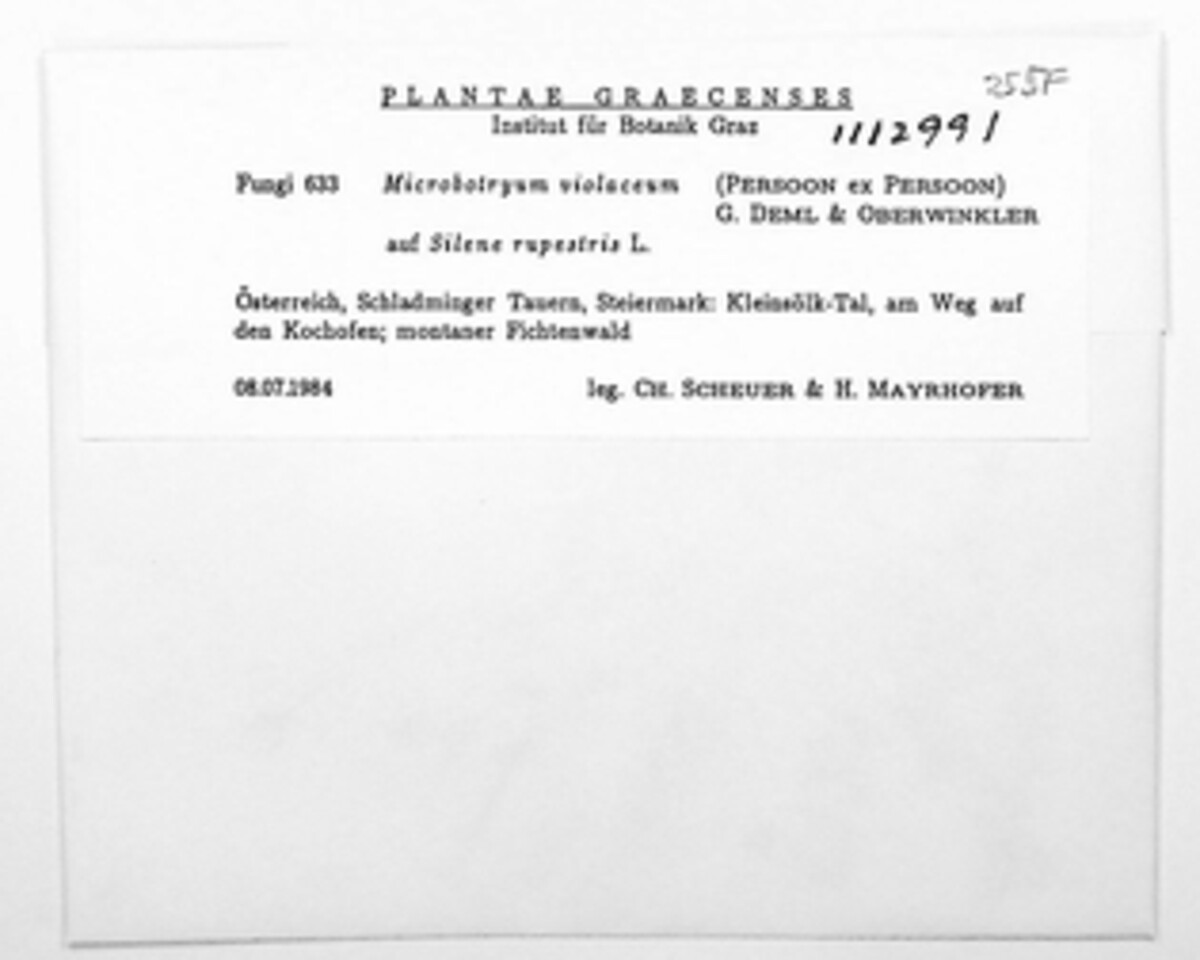 255F
PLANTAE GRAECENSES
Institut für Botanik Graz
1112991
Fungi 633 Microbotryum violaceum (PERSOON ex PERSOON)
G. DEML & OBERWINKLER
auf Silene rupestris L.
Österreich, Schladminger Tauern, Steiermark: Kleinsölk-Tal, am Weg auf
den Kochofen; montaner Fichtenwald
08.07.1984 leg. CH. SCHEUER & H. MAYRHOFER